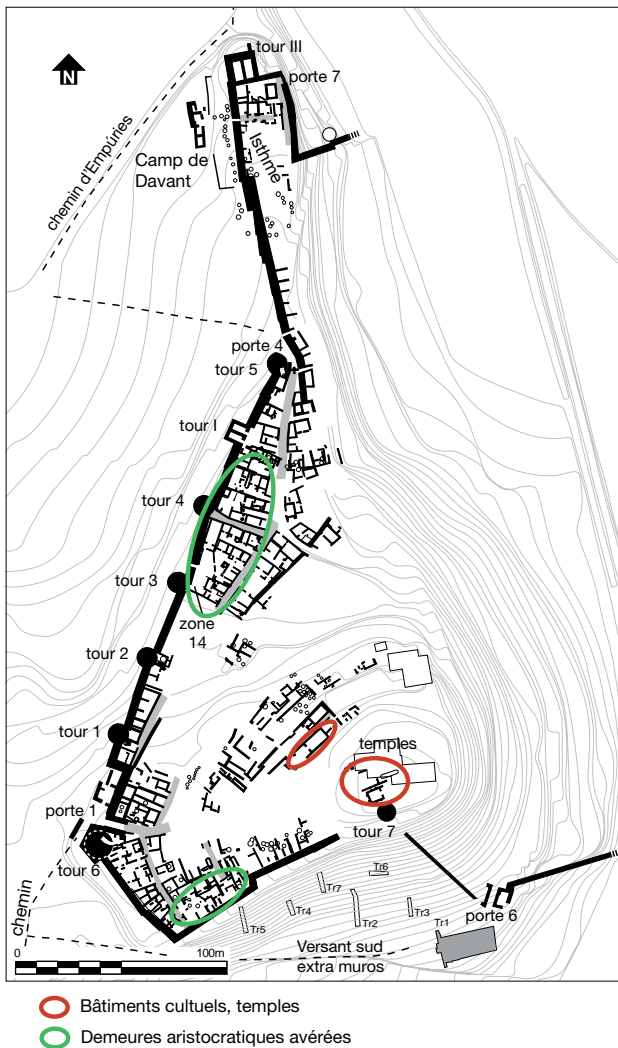 tour III
N
porte 7
chemin d'Empúries
Camp de
Davant
Isthme
porte 4
tour 5
tour I
tour 4
tour 3
zone
14
tour 2
tour 1
temples
porte 1
tour 7
tour 6
Tr6
Tr7
Tr5
Tr4
Tr2
Tr3
Tr1
porte 6
chemin
Versant sud
extra muros
0
100m
Bâtiments cultuels, temples
Demeures aristocratiques avérées